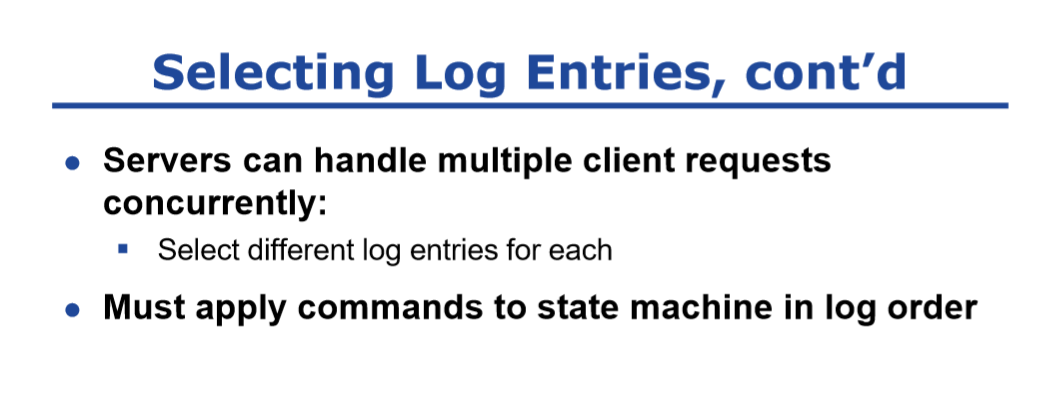 Selecting Log Entries, cont’d
● Servers can handle multiple client requests
concurrently:
▪ Select different log entries for each
● Must apply commands to state machine in log order